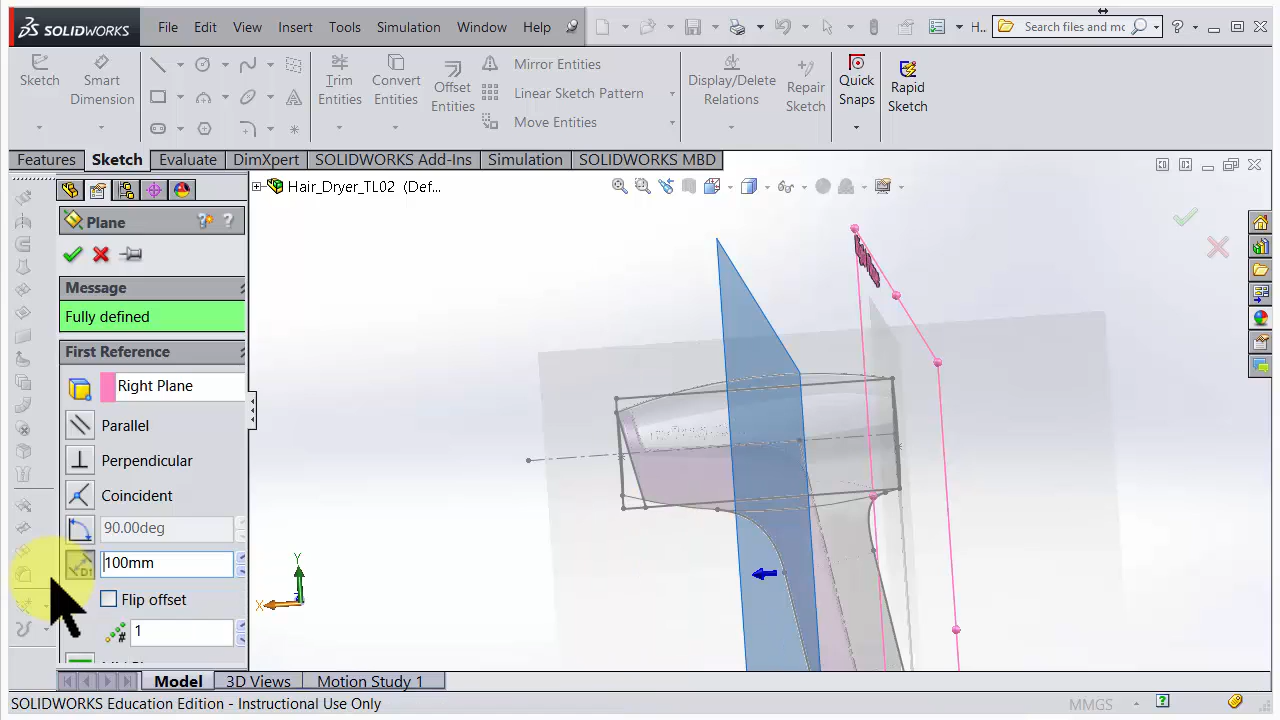 SOLIDWORKS File Edit View Insert Tools Simulation Window Help H... Search files and mc ?
Sketch
Smart
Dimension
Trim
Entities
Convert
Entities
Offset
Entities
Mirror Entities
Linear Sketch Pattern
Move Entities
Display/Delete
Relations
Repair
Sketch
Quick
Snaps
Rapid
Sketch
Features Sketch Evaluate DimXpert SOLIDWORKS Add-Ins Simulation SOLIDWORKS MBD
Hair_Dryer_TL02 (Def...
Plane
Message
Fully defined
First Reference
Right Plane
Parallel
Perpendicular
Coincident
90.00deg
D1
100mm
Flip offset
# 1
Y
X
Model 3D Views Motion Study 1
SOLIDWORKS Education Edition - Instructional Use Only MMGS